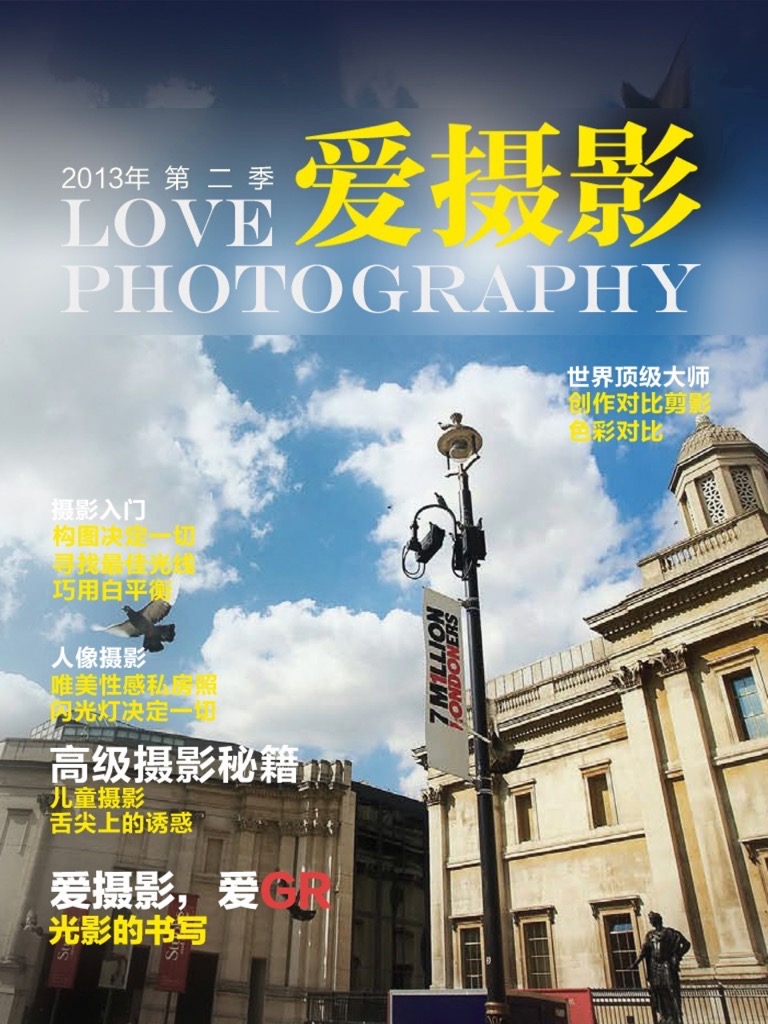 2013年 第 二 季
爱摄影
LOVE
PHOTOGRAPHY
世界顶级大师
创作对比剪影
色彩对比
摄影入门
构图决定一切
寻找最佳光线
巧用白平衡
人像摄影
唯美性感私房照
闪光灯决定一切
7 M1LLION
LONDONERS
高级摄影秘籍
儿童摄影
舌尖上的诱惑
爱摄影，爱GR
光影的书写